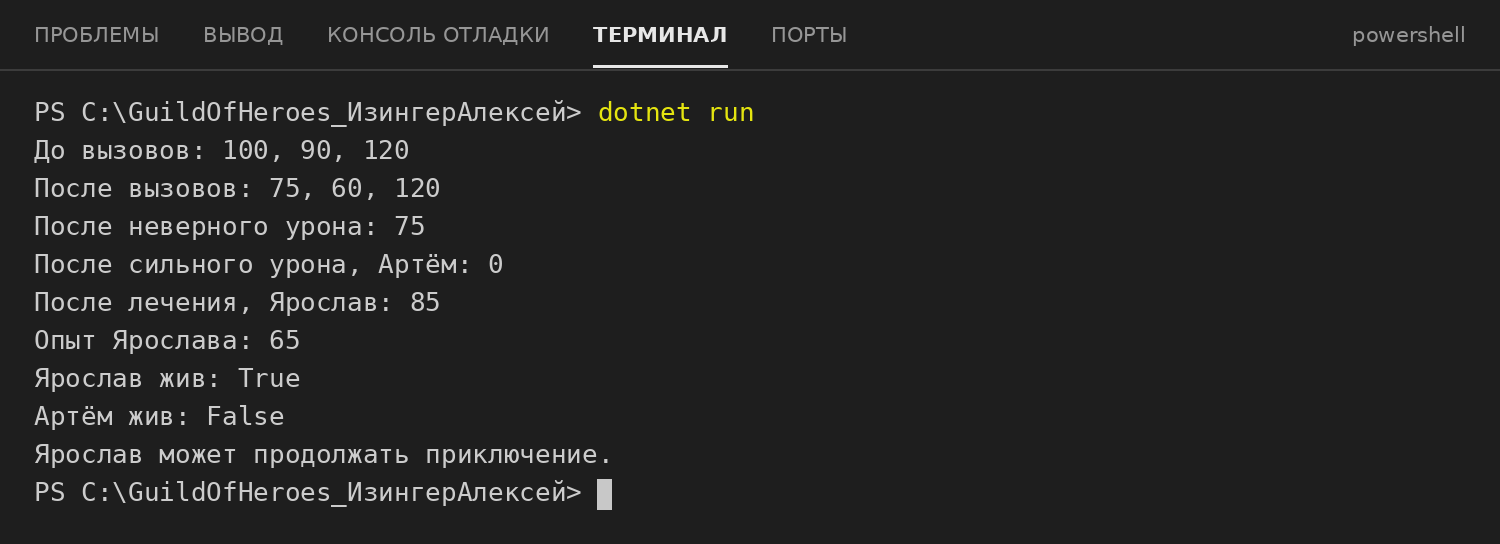 ПРОБЛЕМЫ ВЫВОД КОНСОЛЬ ОТЛАДКИ ТЕРМИНАЛ ПОРТЫ powershell
PS C:\GuildOfHeroes_ИзингерАлексей> dotnet run
До вызовов: 100, 90, 120
После вызовов: 75, 60, 120
После неверного урона: 75
После сильного урона, Артём: 0
После лечения, Ярослав: 85
Опыт Ярослава: 65
Ярослав жив: True
Артём жив: False
Ярослав может продолжать приключение.
PS C:\GuildOfHeroes_ИзингерАлексей>